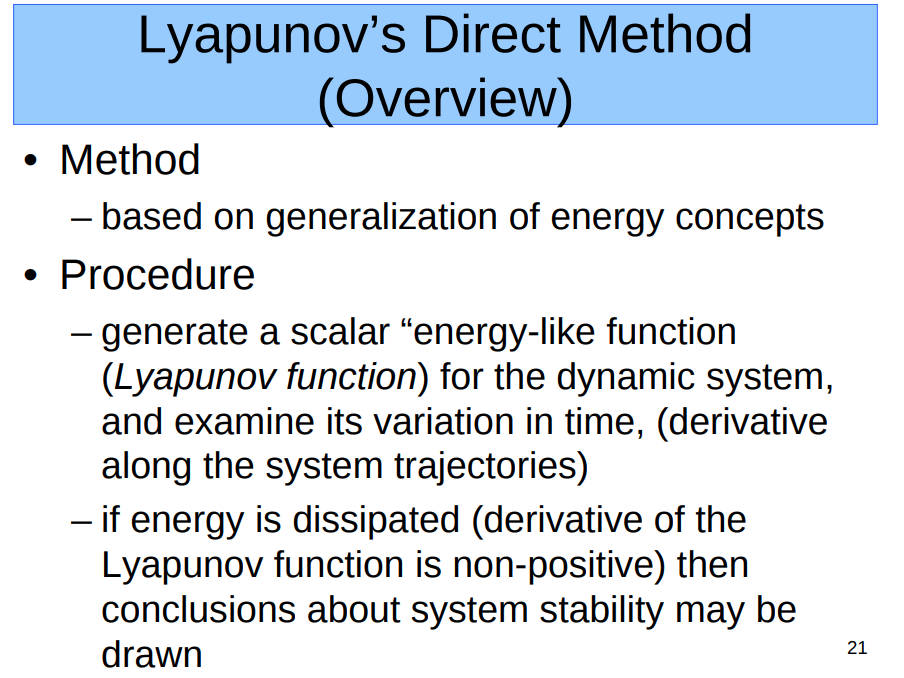 Lyapunov’s Direct Method
(Overview)
• Method
– based on generalization of energy concepts
• Procedure
– generate a scalar “energy-like function
(Lyapunov function) for the dynamic system,
and examine its variation in time, (derivative
along the system trajectories)
– if energy is dissipated (derivative of the
Lyapunov function is non-positive) then
conclusions about system stability may be
drawn
21